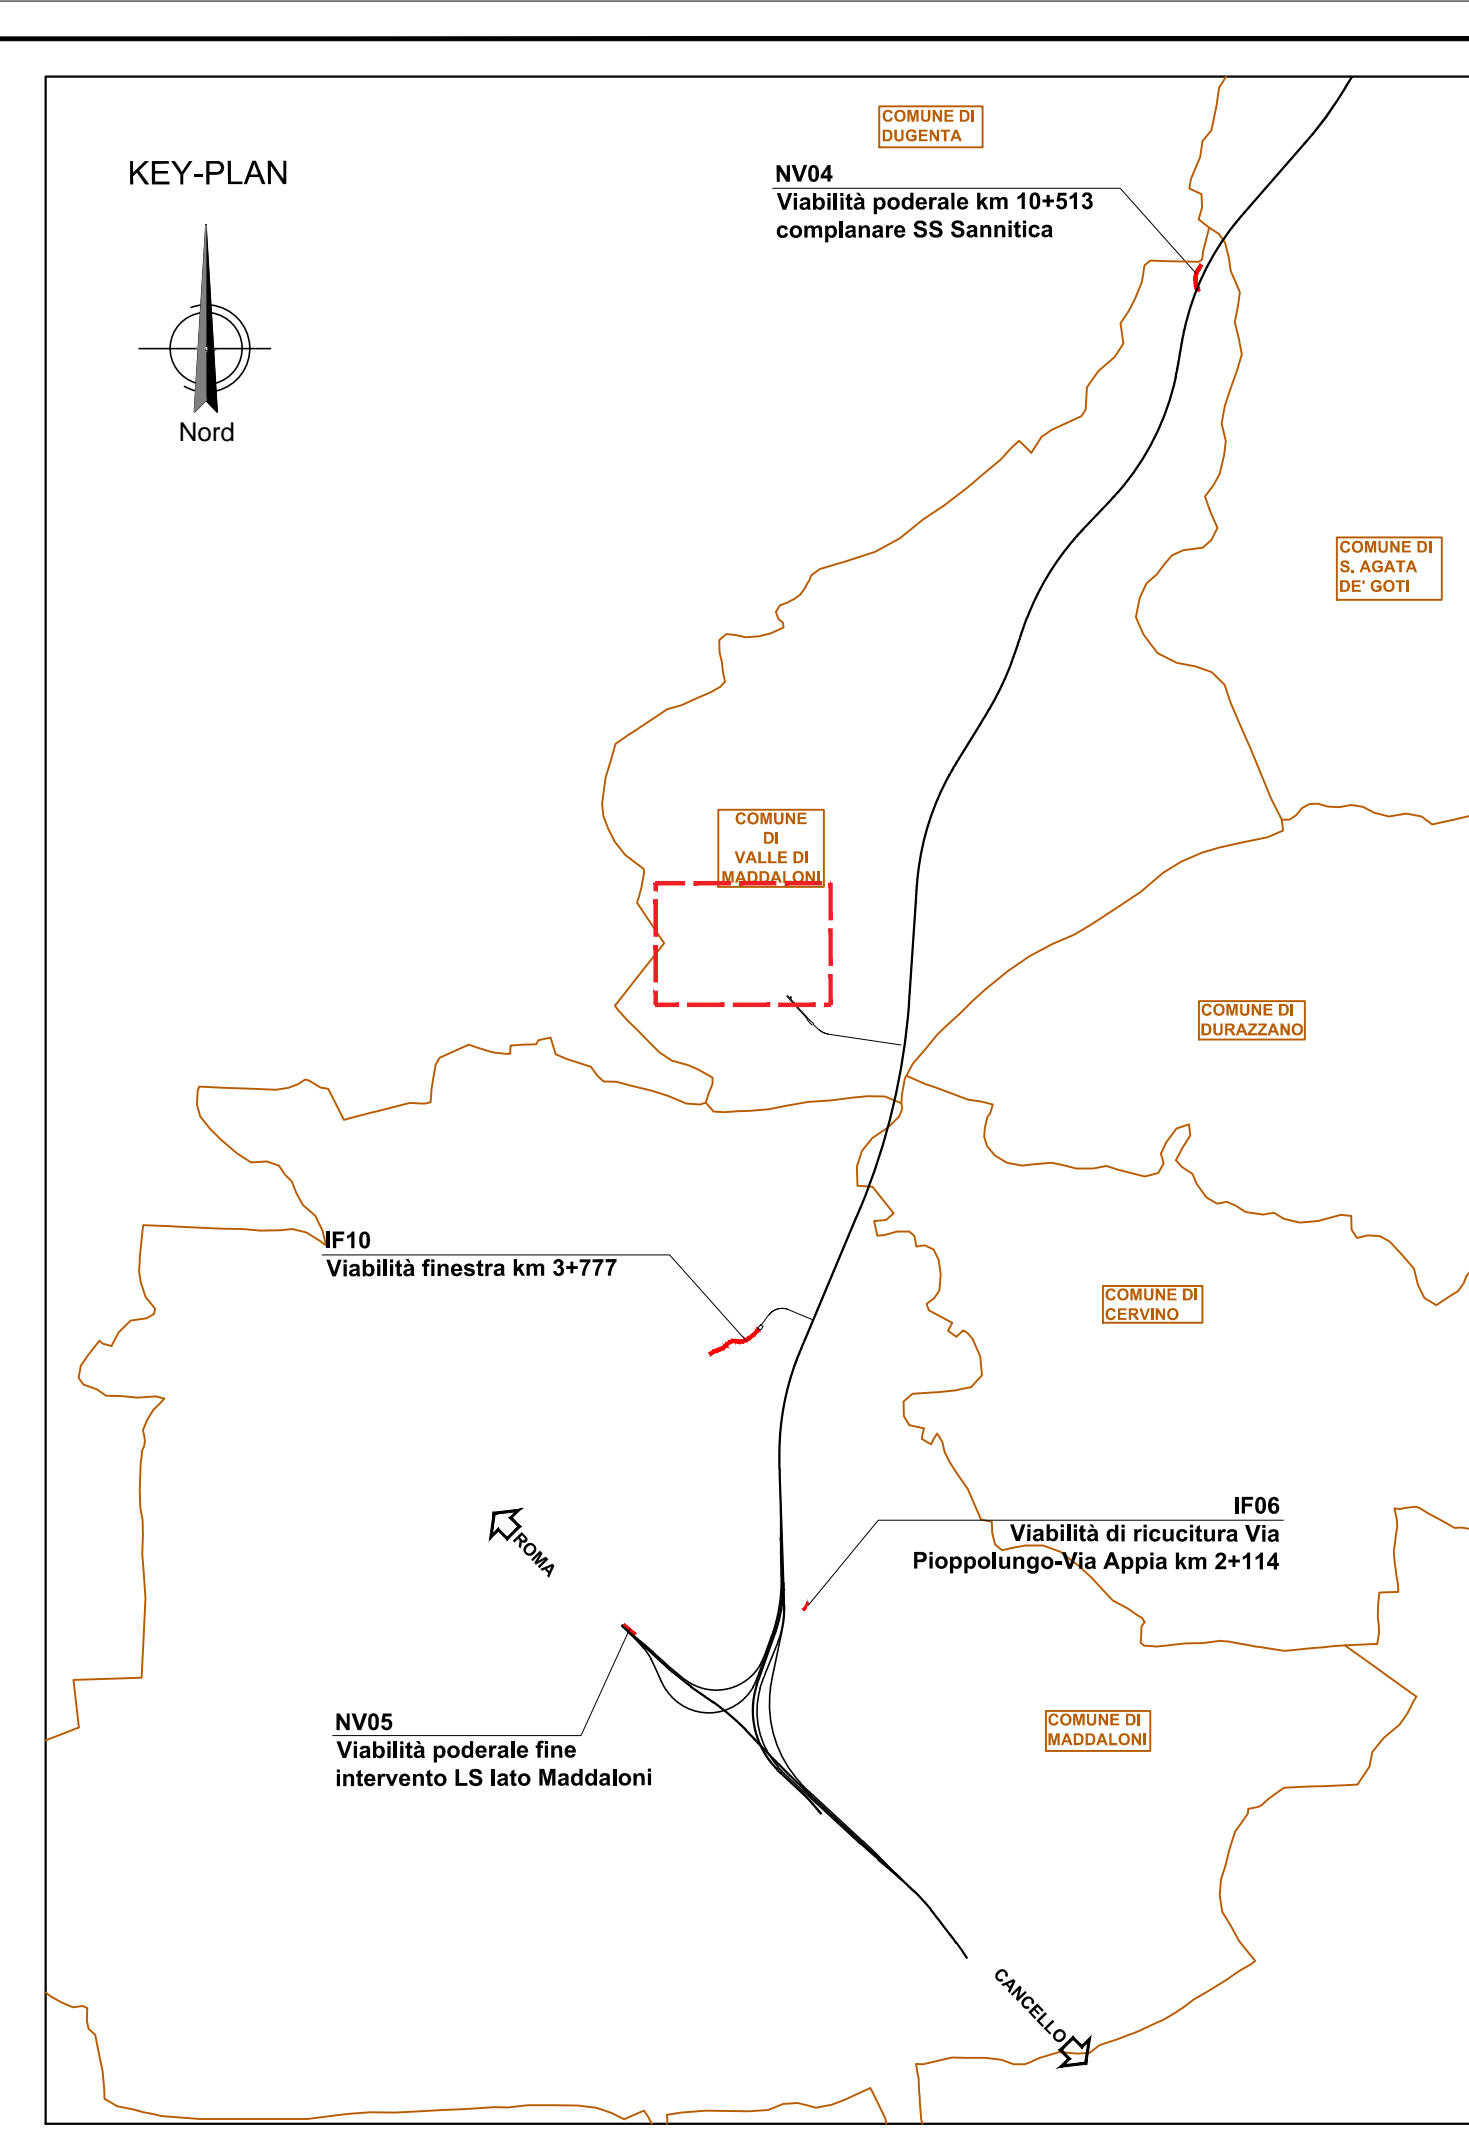 COMUNE DI
DUGENTA
KEY-PLAN
NV04
Viabilità poderale km 10+513
complanare SS Sannitica
Nord
COMUNE DI
S. AGATA
DE' GOTI
COMUNE
DI
VALLE DI
MADDALONI
COMUNE DI
DURAZZANO
IF10
Viabilità finestra km 3+777
COMUNE DI
CERVINO
IF06
Viabilità di ricucitura Via
Pioppolungo-Via Appia km 2+114
ROMA
NV05
Viabilità poderale fine
intervento LS lato Maddaloni
COMUNE DI
MADDALONI
CANCELLO